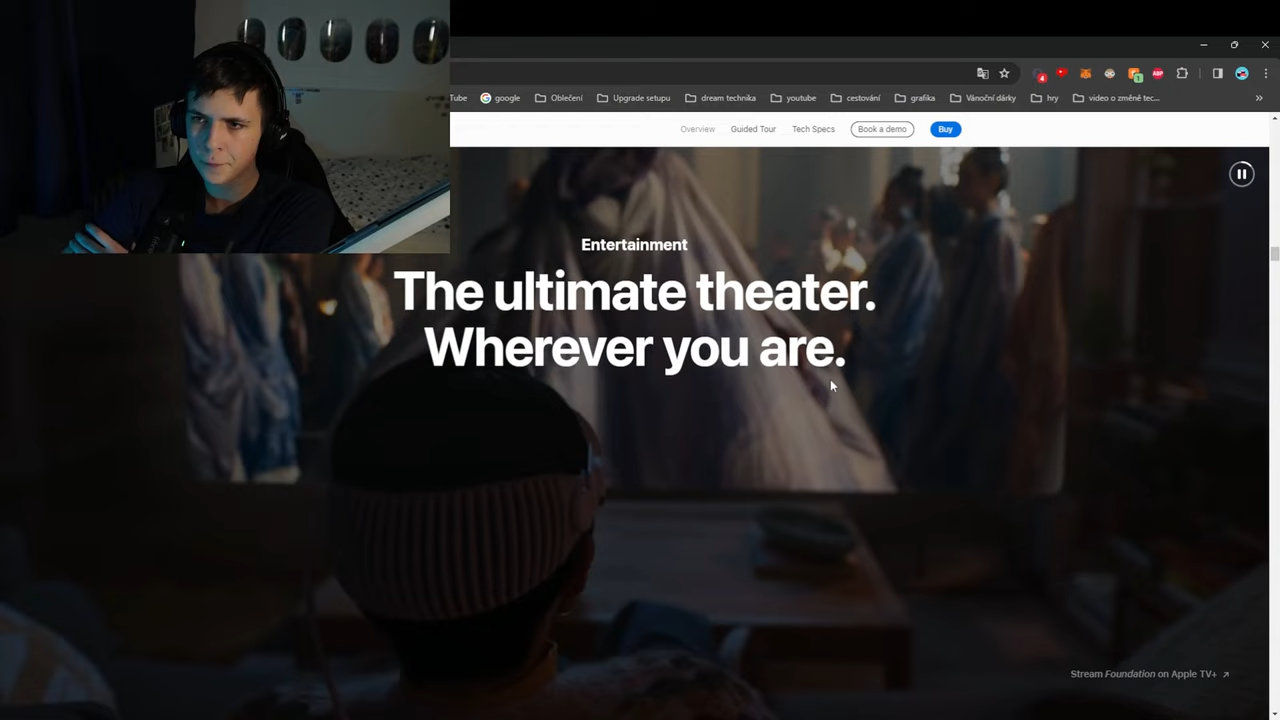 Tube google Oblečení Upgrade setupu dream technika youtube cestování grafika Vánoční dárky hry video o změně tec... »
Overview Guided Tour Tech Specs Book a demo Buy
Entertainment
The ultimate theater.
Wherever you are.
Stream Foundation on Apple TV+ ↗